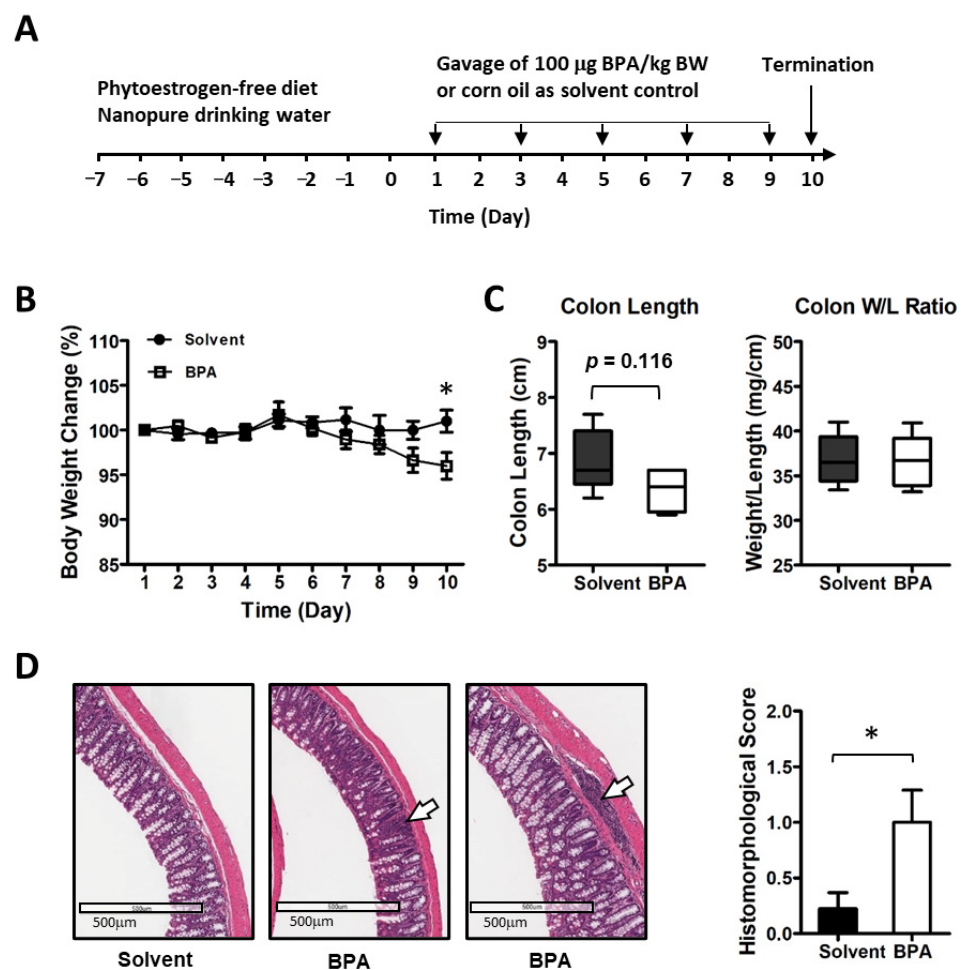 A
Phytoestrogen-free diet
Nanopure drinking water
Gavage of 100 µg BPA/kg BW
or corn oil as solvent control
Termination
−7 −6 −5 −4 −3 −2 −1 0 1 2 3 4 5 6 7 8 9 10
Time (Day)
B
Body Weight Change (%)
110
105
100
95
90
85
Solvent
BPA
*
1 2 3 4 5 6 7 8 9 10
Time (Day)
C
Colon Length
Colon Length (cm)
9
8
7
6
5
p = 0.116
Solvent BPA
Colon W/L Ratio
Weight/Length (mg/cm)
50
45
40
35
30
25
Solvent BPA
D
500µm
500µm
Solvent
500µm
500µm
BPA
500µm
500µm
BPA
Histomorphological Score
2.0
1.5
1.0
0.5
0.0
*
Solvent BPA